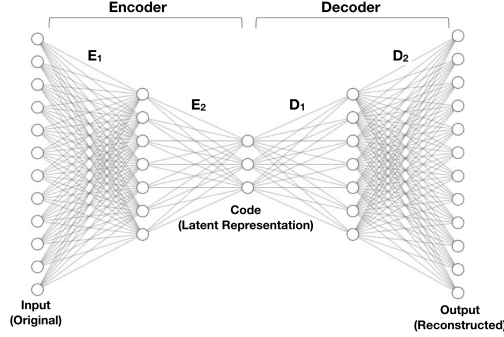 Encoder
Decoder
E1
D2
E2
D1
Code
(Latent Representation)
Input
(Original)
Output
(Reconstructed)